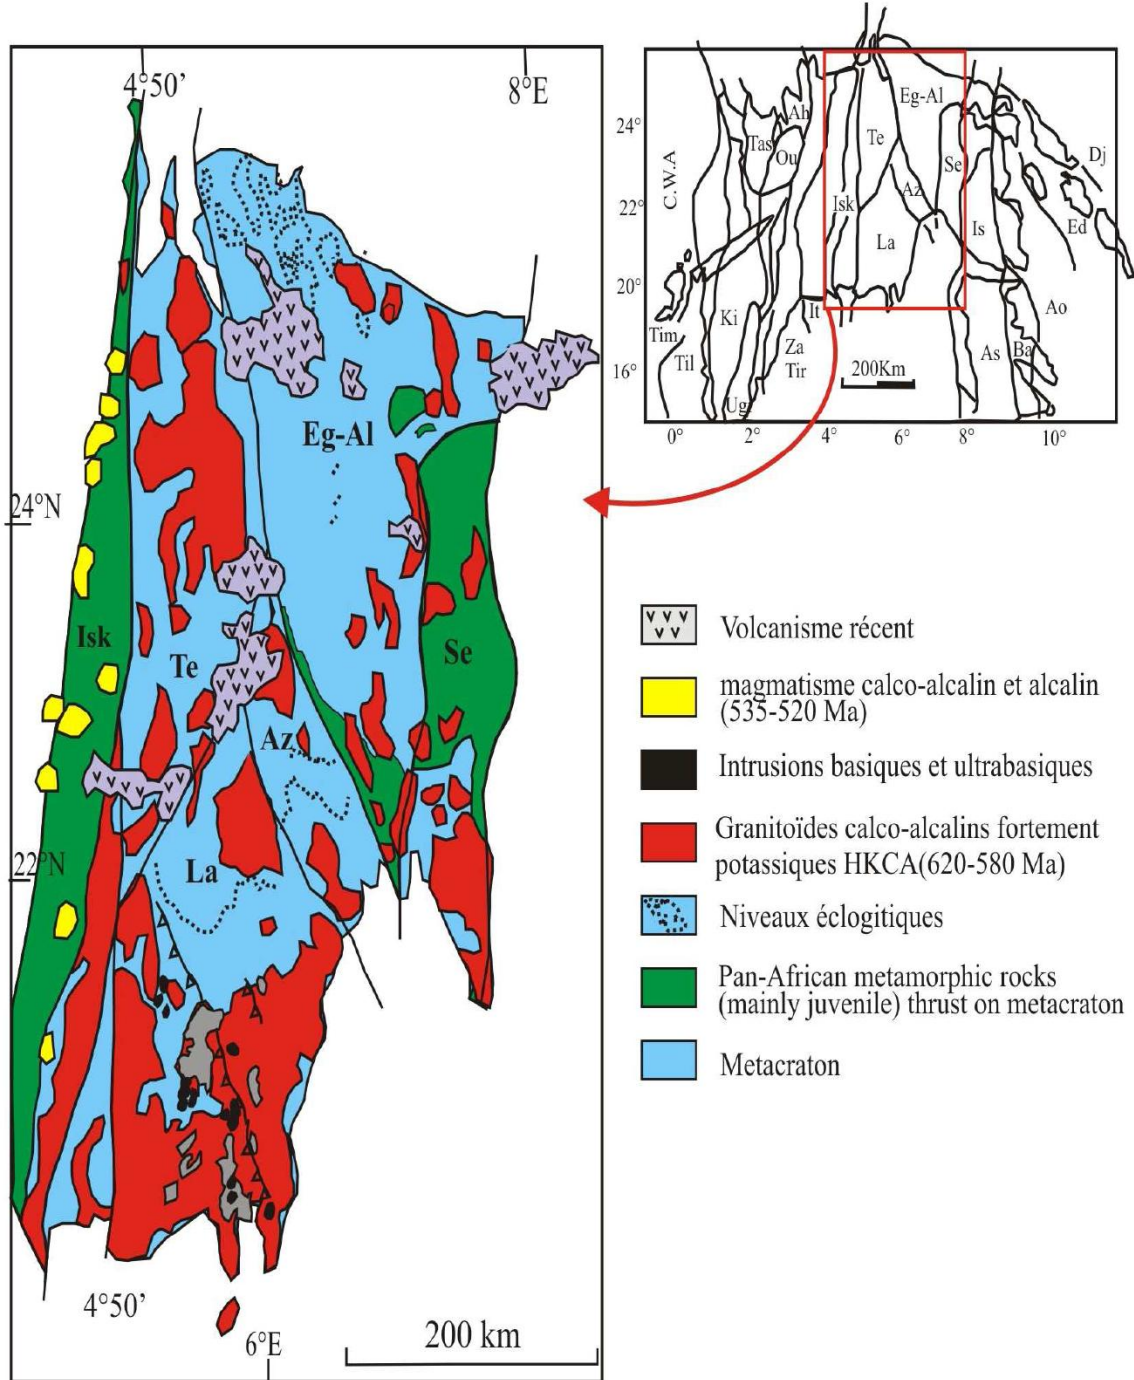 4°50'
8°E
Eg-Al
24°N
Isk
Te
Se
Az
22°N
La
4°50'
6°E
200 km
24°
22°
20°
16°
C.W.A
Tas
Ah
Ou
Te
Eg-Al
Se
Dj
Isk
Az
La
Is
Ed
Tim
Til
Ki
It
Za
Tir
Ugi
As
Ba
Ao
200Km
0°
2°
4°
6°
8°
10°
Volcanisme récent
magmatisme calco-alcalin et alcalin
(535-520 Ma)
Intrusions basiques et ultrabasiques
Granitoïdes calco-alcalins fortement
potassiques HKCA(620-580 Ma)
Niveaux éclogitiques
Pan-African metamorphic rocks
(mainly juvenile) thrust on metacraton
Metacraton